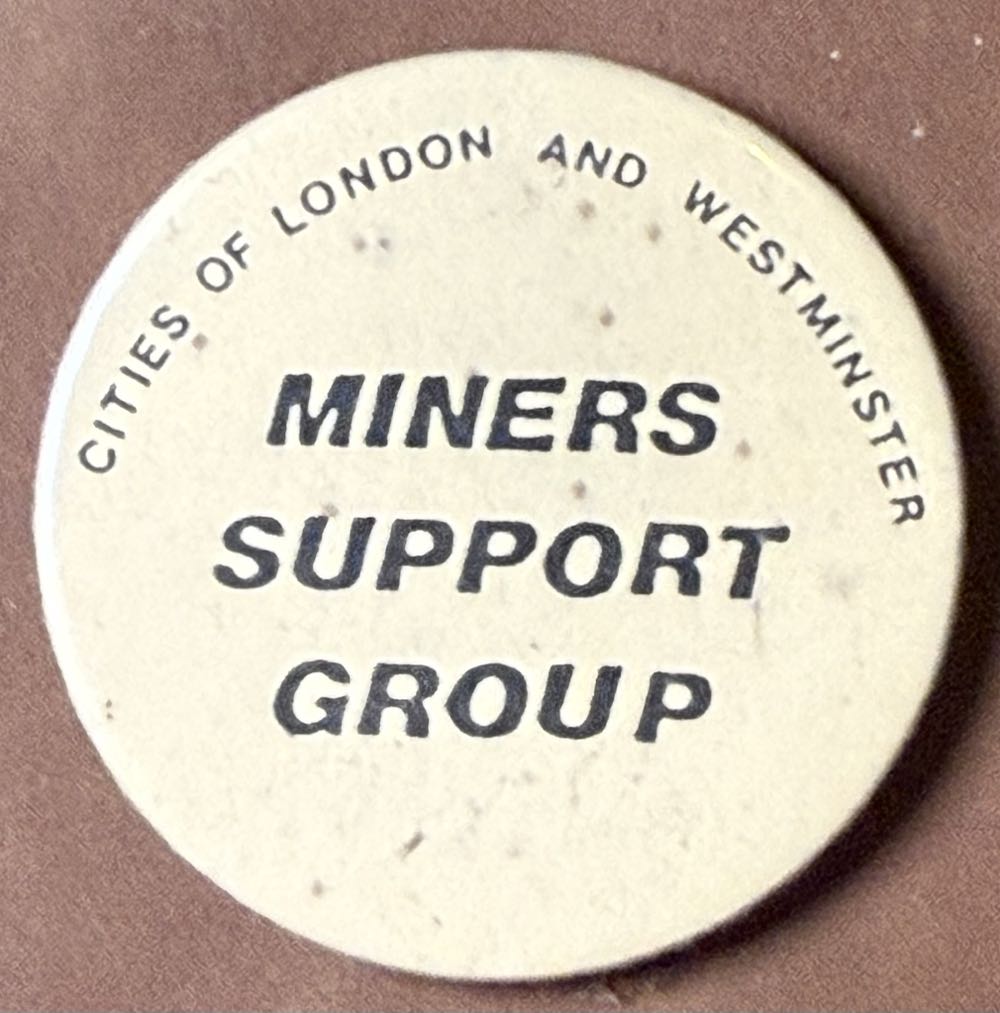 CITIES OF LONDON AND WESTMINSTER
MINERS
SUPPORT
GROUP